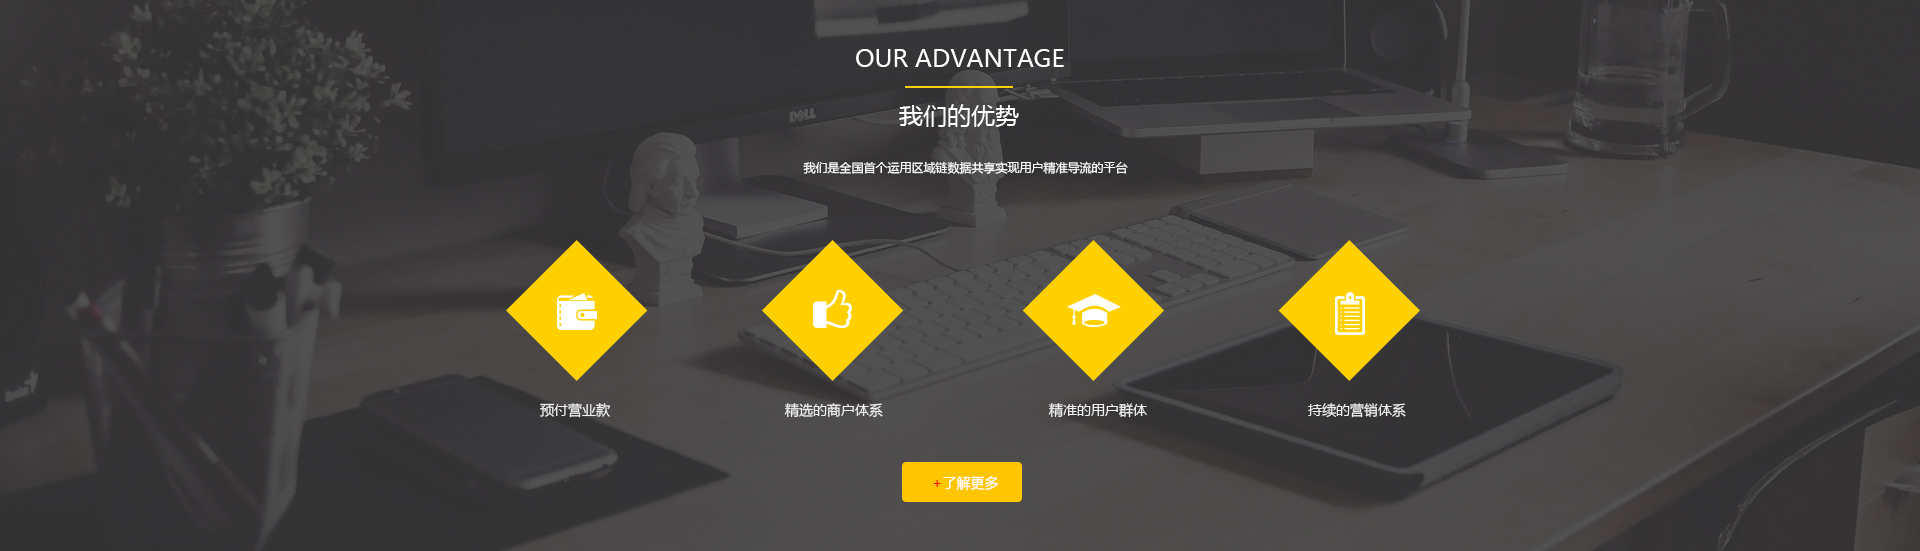 OUR ADVANTAGE
我们的优势
我们是全国首个运用区域链数据共享实现用户精准导流的平台
DELL
预付营业款
精选的商户体系
精准的用户群体
持续的营销体系
+了解更多